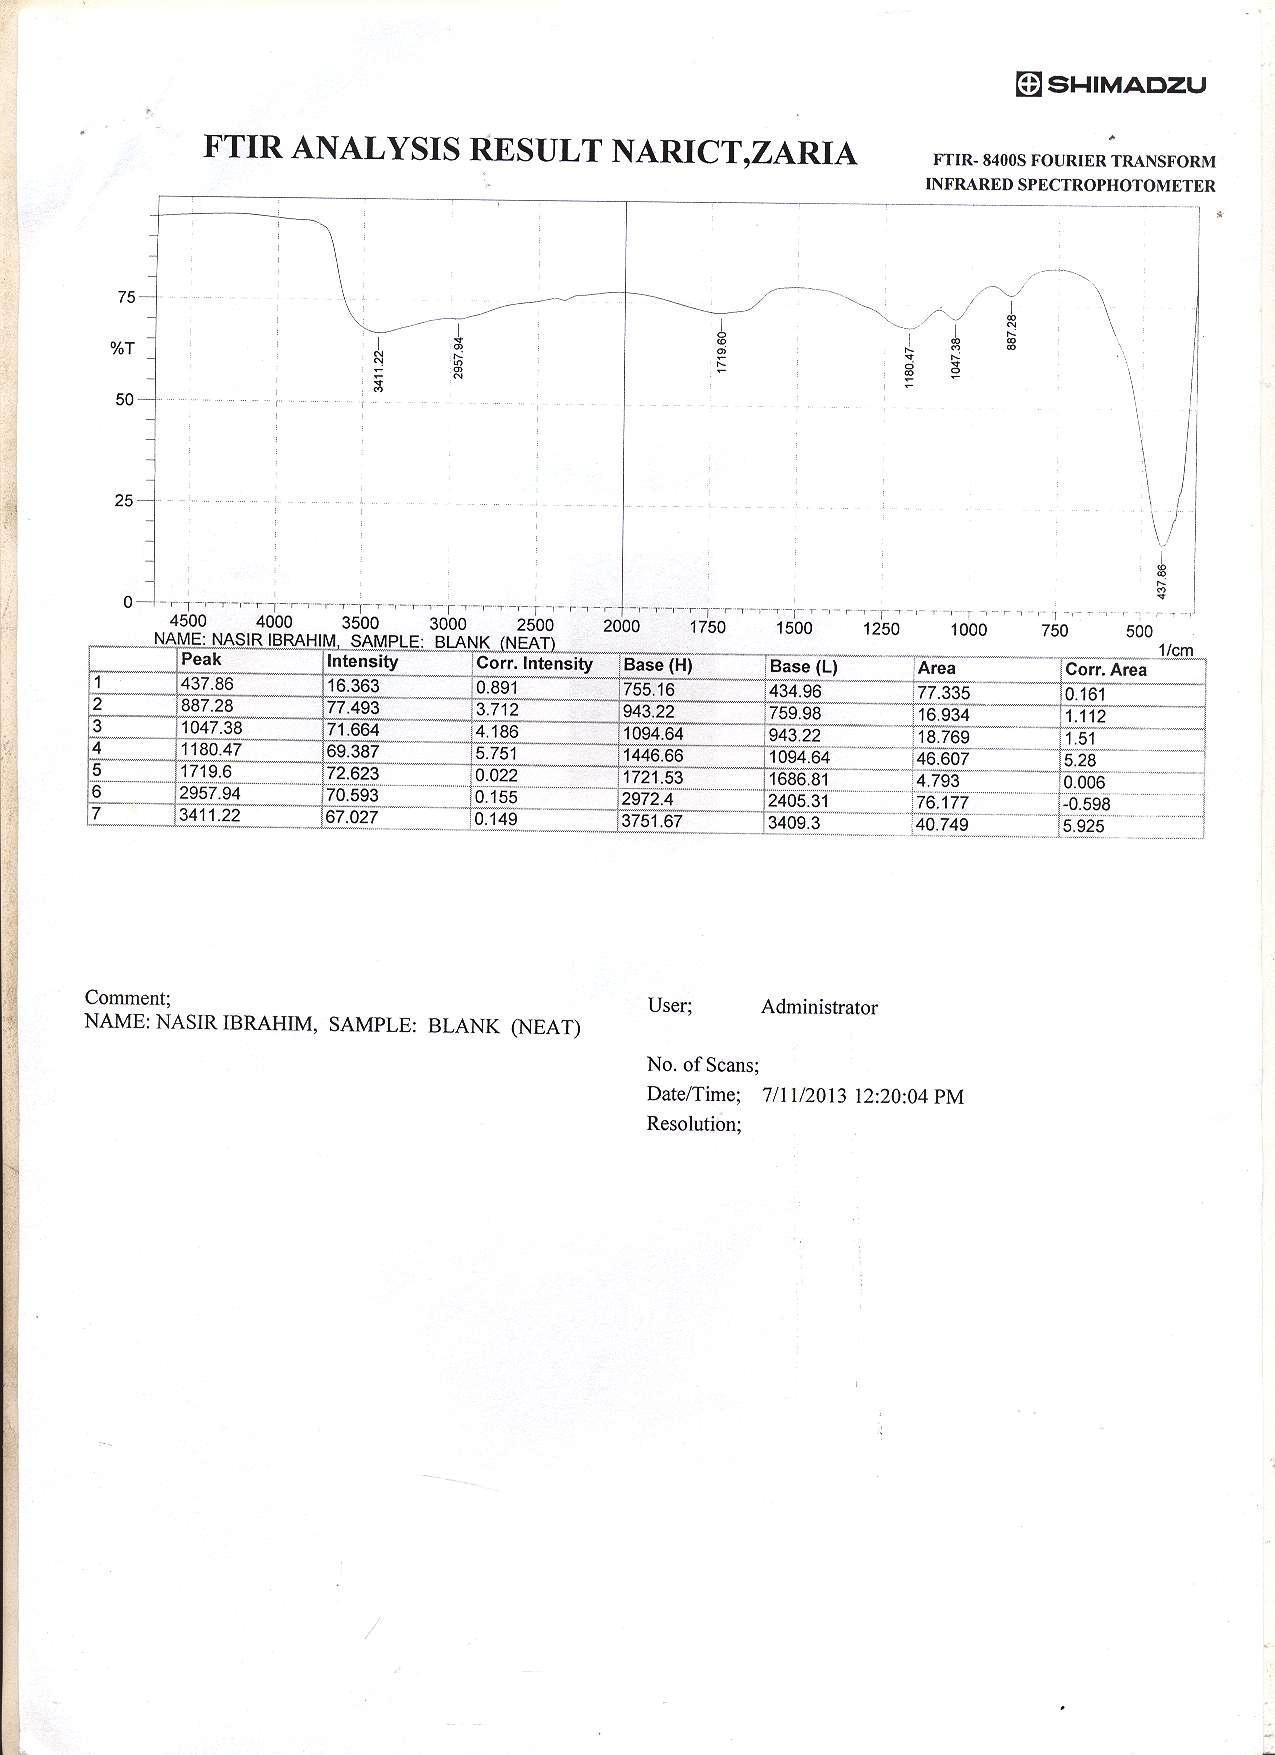 SHIMADZU
FTIR ANALYSIS RESULT NARICT,ZARIA
FTIR- 8400S FOURIER TRANSFORM
INFRARED SPECTROPHOTOMETER
75
%T
50
25
0
3411.22
2957.94
1719.60
1180.47
1047.38
887.28
437.86
4500 4000 3500 3000 2500 2000 1750 1500 1250 1000 750 500
1/cm
NAME: NASIR IBRAHIM, SAMPLE: BLANK (NEAT)
Peak Intensity Corr. Intensity Base (H) Base (L) Area Corr. Area
1 437.86 16.363 0.891 755.16 434.96 77.335 0.161
2 887.28 77.493 3.712 943.22 759.98 16.934 1.112
3 1047.38 71.664 4.186 1094.64 943.22 18.769 1.51
4 1180.47 69.387 5.751 1446.66 1094.64 46.607 5.28
5 1719.6 72.623 0.022 1721.53 1686.81 4.793 0.006
6 2957.94 70.593 0.155 2972.4 2405.31 76.177 -0.598
7 3411.22 67.027 0.149 3751.67 3409.3 40.749 5.925
Comment;
NAME: NASIR IBRAHIM, SAMPLE: BLANK (NEAT)
User; Administrator
No. of Scans;
Date/Time; 7/11/2013 12:20:04 PM
Resolution;